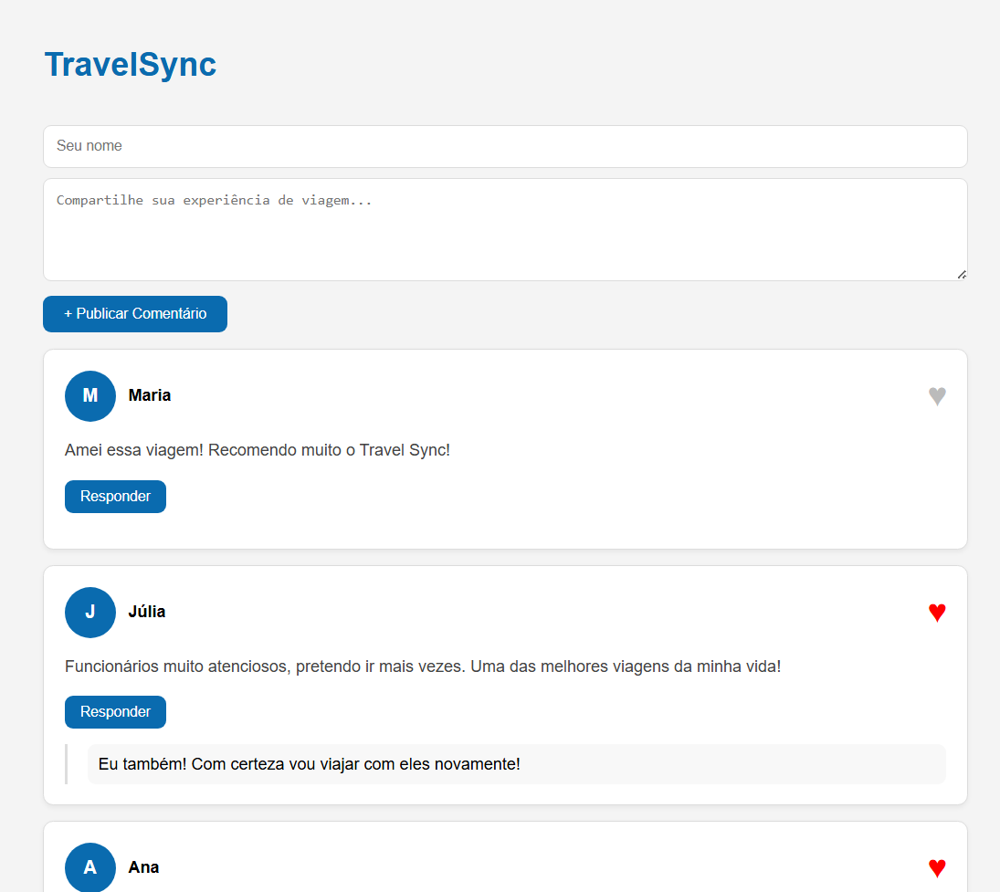 TravelSync
Seu nome
Compartilhe sua experiência de viagem...
+ Publicar Comentário
M
Maria
Amei essa viagem! Recomendo muito o Travel Sync!
Responder
J
Júlia
Funcionários muito atenciosos, pretendo ir mais vezes. Uma das melhores viagens da minha vida!
Responder
Eu também! Com certeza vou viajar com eles novamente!
A
Ana